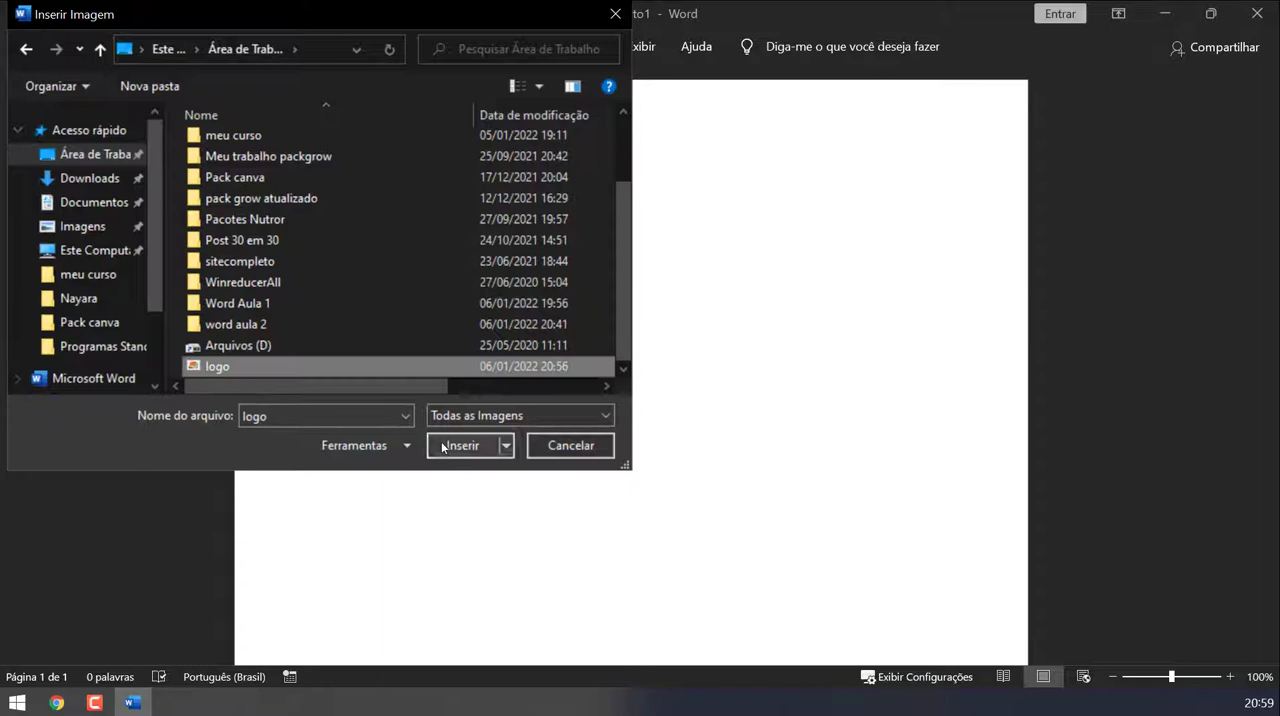 Inserir Imagem
to1 - Word
Entrar
Este ...
Área de Trab...
Pesquisar Área de Trabalho
xibir
Ajuda
Diga-me o que você deseja fazer
Compartilhar
Organizar
Nova pasta
Nome
Data de modificação
Acesso rápido
meu curso
05/01/2022 19:11
Área de Traba
Meu trabalho packgrow
25/09/2021 20:42
Downloads
Pack canva
17/12/2021 20:04
Documentos
pack grow atualizado
12/12/2021 16:29
Imagens
Pacotes Nutror
27/09/2021 19:57
Este Comput
Post 30 em 30
24/10/2021 14:51
meu curso
sitecompleto
23/06/2021 18:44
Nayara
WinreducerAll
27/06/2020 15:04
Pack canva
Word Aula 1
06/01/2022 19:56
word aula 2
06/01/2022 20:41
Programas Stanc
Arquivos (D)
25/05/2020 11:11
Microsoft Word
logo
06/01/2022 20:56
Nome do arquivo:
logo
Todas as Imagens
Ferramentas
Inserir
Cancelar
Página 1 de 1
0 palavras
Português (Brasil)
Exibir Configurações
100%
20:59